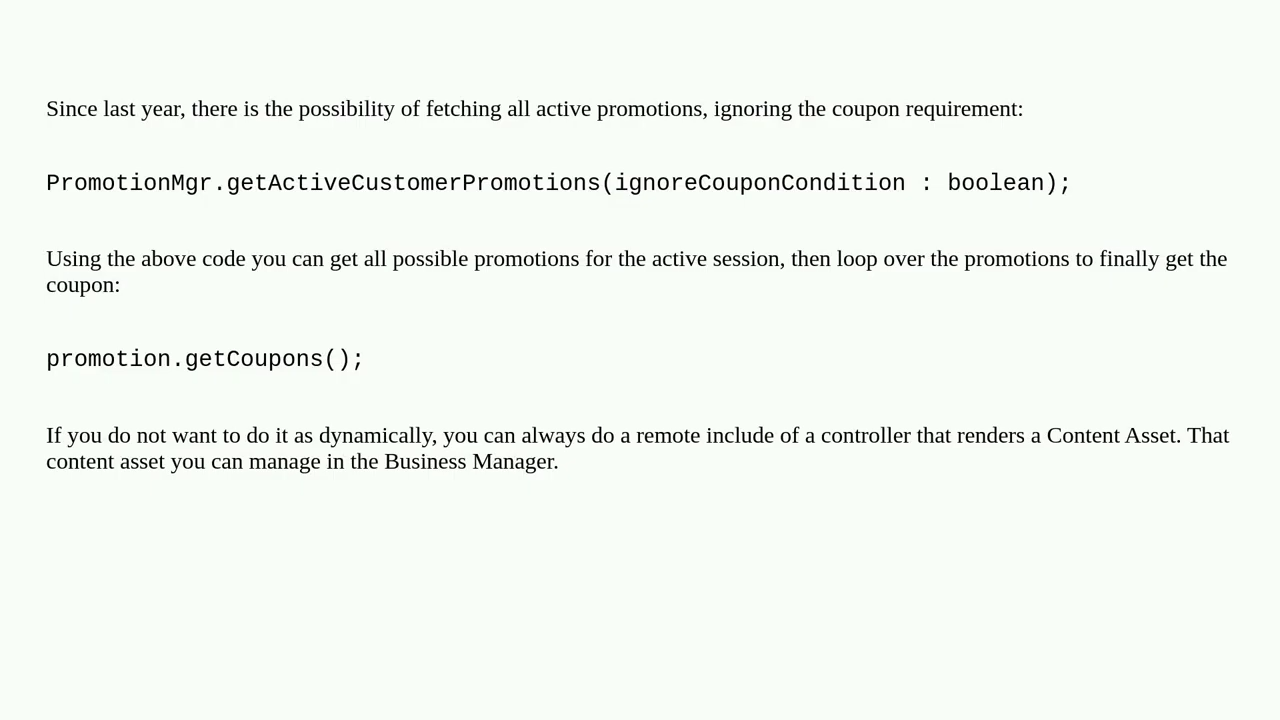 Since last year, there is the possibility of fetching all active promotions, ignoring the coupon requirement:
PromotionMgr.getActiveCustomerPromotions(ignoreCouponCondition : boolean);
Using the above code you can get all possible promotions for the active session, then loop over the promotions to finally get the
coupon:
promotion.getCoupons();
If you do not want to do it as dynamically, you can always do a remote include of a controller that renders a Content Asset. That
content asset you can manage in the Business Manager.